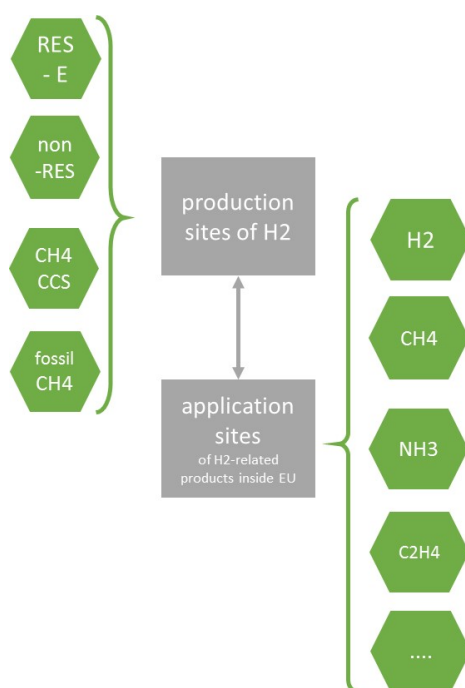 RES
- E
non
-RES
CH4
CCS
fossil
CH4
production
sites of H2
application
sites
of H2-related
products inside EU
H2
CH4
NH3
C2H4
....